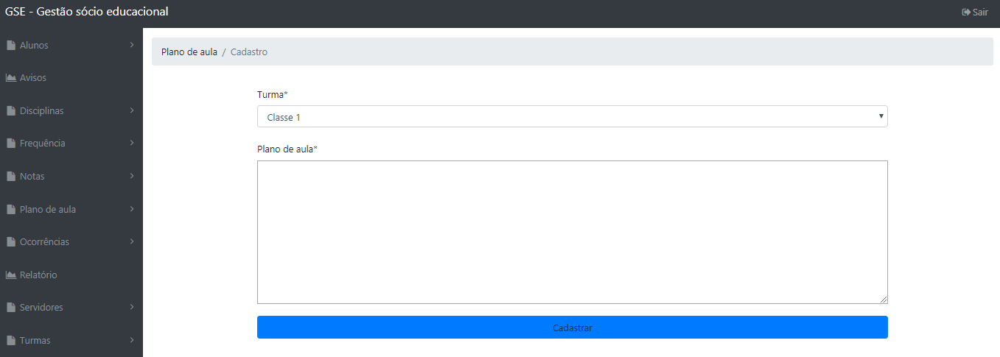 GSE - Gestão sócio educacional
Sair
Alunos
Avisos
Disciplinas
Frequência
Notas
Plano de aula
Ocorrências
Relatório
Servidores
Turmas
Plano de aula / Cadastro
Turma*
Classe 1
Plano de aula*
Cadastrar